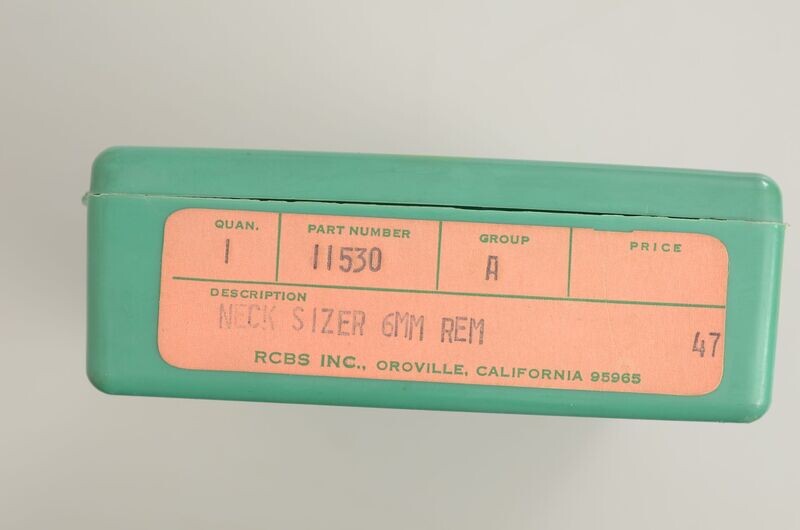 QUAN. PART NUMBER GROUP PRICE
1 11530 A
DESCRIPTION
NECK SIZER 6MM REM 47
RCBS INC., OROVILLE, CALIFORNIA 95965